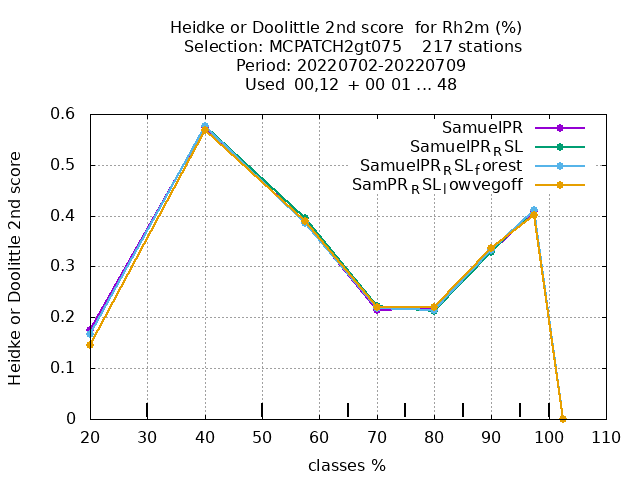 Heidke or Doolittle 2nd score  for Rh2m (%)
Selection: MCPATCH2gt075    217 stations
Period: 20220702-20220709
Used  00,12  + 00 01 ... 48
SamuelPR
SamuelPR_RSL
SamuelPR_RSL_forest
SamPR_RSL_lowvegoff
Heidke or Doolittle 2nd score
0.6
0.5
0.4
0.3
0.2
0.1
0
20 30 40 50 60 70 80 90 100 110
classes %